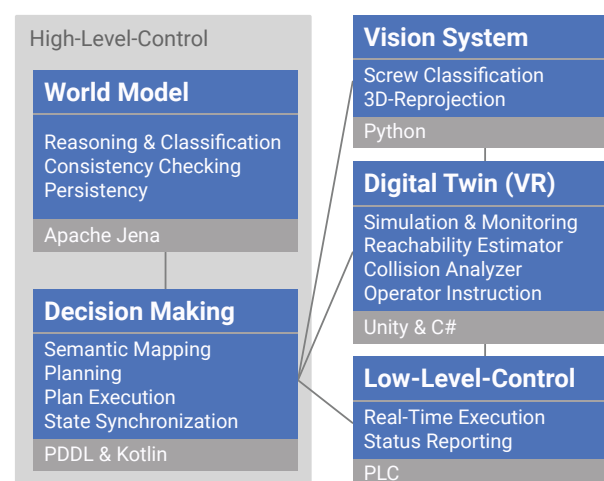 High-Level-Control
World Model
Reasoning & Classification
Consistency Checking
Persistency
Apache Jena
Decision Making
Semantic Mapping
Planning
Plan Execution
State Synchronization
PDDL & Kotlin
Vision System
Screw Classification
3D-Reprojection
Python
Digital Twin (VR)
Simulation & Monitoring
Reachability Estimator
Collision Analyzer
Operator Instruction
Unity & C#
Low-Level-Control
Real-Time Execution
Status Reporting
PLC